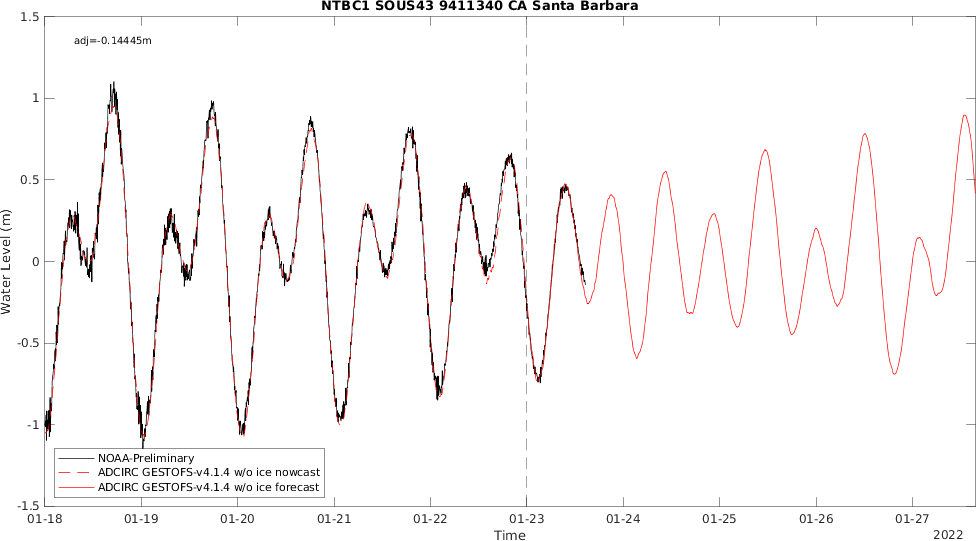 NTBC1 SOUS43 9411340 CA Santa Barbara
adj=-0.14445m
1.5
1
0.5
0
-0.5
-1
-1.5
Water Level (m)
NOAA-Preliminary
ADCIRC GESTOFS-v4.1.4 w/o ice nowcast
ADCIRC GESTOFS-v4.1.4 w/o ice forecast
01-18 01-19 01-20 01-21 01-22 01-23 01-24 01-25 01-26 01-27
Time
2022